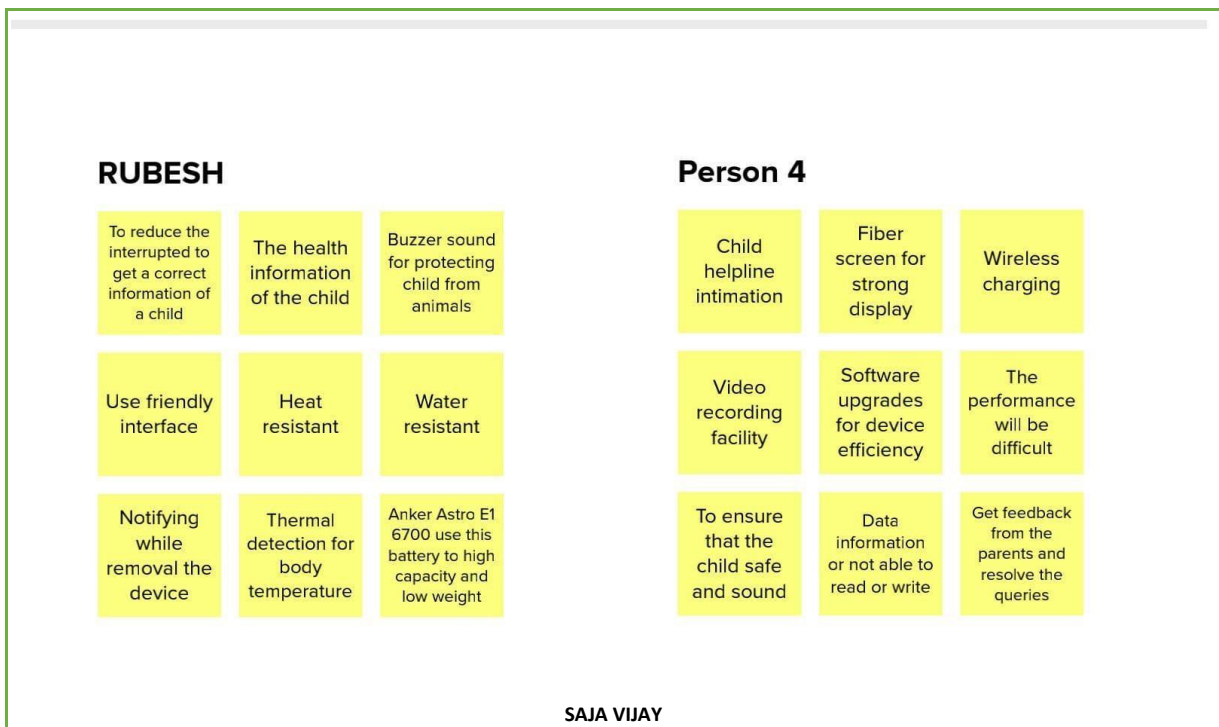 RUBESH
To reduce the
interrupted to
get a correct
information of
a child
The health
information
of the child
Buzzer sound
for protecting
child from
animals
Use friendly
interface
Heat
resistant
Water
resistant
Notifying
while
removal the
device
Thermal
detection for
body
temperature
Anker Astro E1
6700 use this
battery to high
capacity and
low weight
Person 4
Child
helpline
intimation
Fiber
screen for
strong
display
Wireless
charging
Video
recording
facility
Software
upgrades
for device
efficiency
The
performance
will be
difficult
To ensure
that the
child safe
and sound
Data
information
or not able to
read or write
Get feedback
from the
parents and
resolve the
queries
SAJA VIJAY